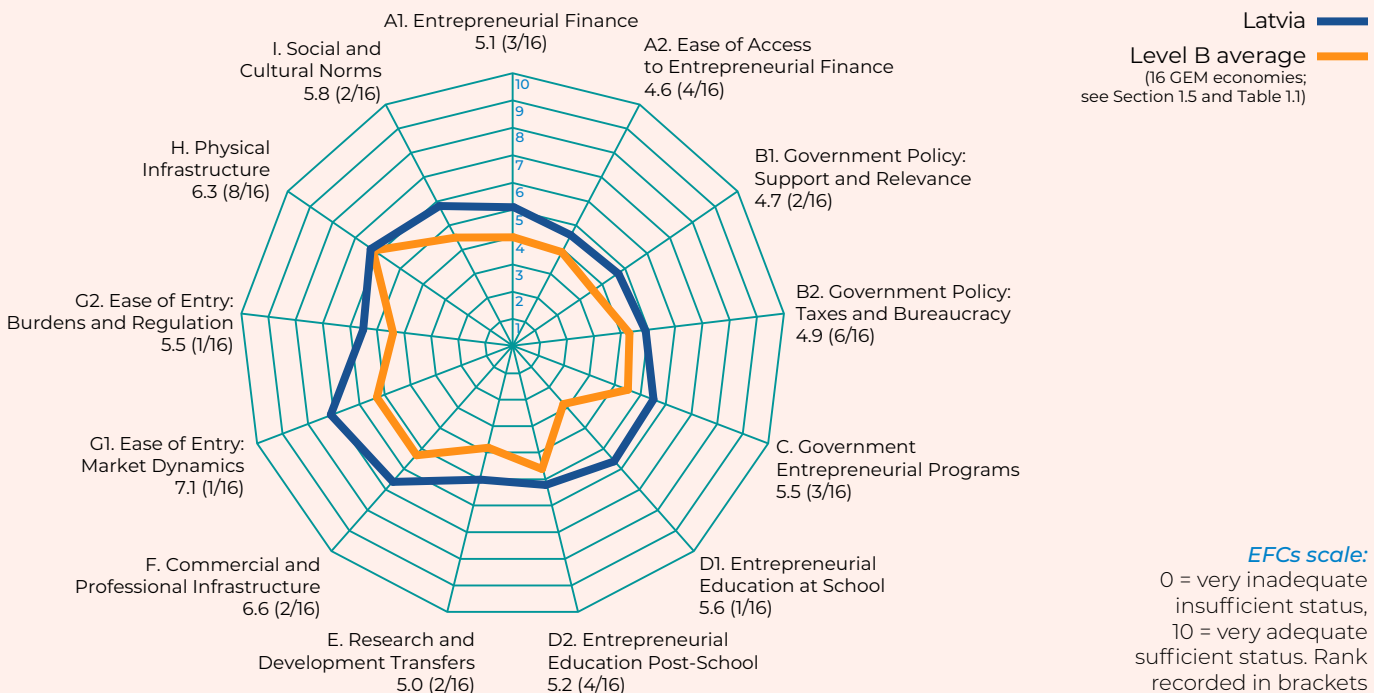 A1. Entrepreneurial Finance
5.1 (3/16)
A2. Ease of Access
to Entrepreneurial Finance
4.6 (4/16)
B1. Government Policy:
Support and Relevance
4.7 (2/16)
B2. Government Policy:
Taxes and Bureaucracy
4.9 (6/16)
C. Government
Entrepreneurial Programs
5.5 (3/16)
D1. Entrepreneurial
Education at School
5.6 (1/16)
D2. Entrepreneurial
Education Post-School
5.2 (4/16)
E. Research and
Development Transfers
5.0 (2/16)
F. Commercial and
Professional Infrastructure
6.6 (2/16)
G1. Ease of Entry:
Market Dynamics
7.1 (1/16)
G2. Ease of Entry:
Burdens and Regulation
5.5 (1/16)
H. Physical
Infrastructure
6.3 (8/16)
I. Social and
Cultural Norms
5.8 (2/16)
10
9
8
7
6
5
4
3
2
1
Latvia
Level B average
(16 GEM economies;
see Section 1.5 and Table 1.1)
EFCs scale:
0 = very inadequate
insufficient status,
10 = very adequate
sufficient status. Rank
recorded in brackets